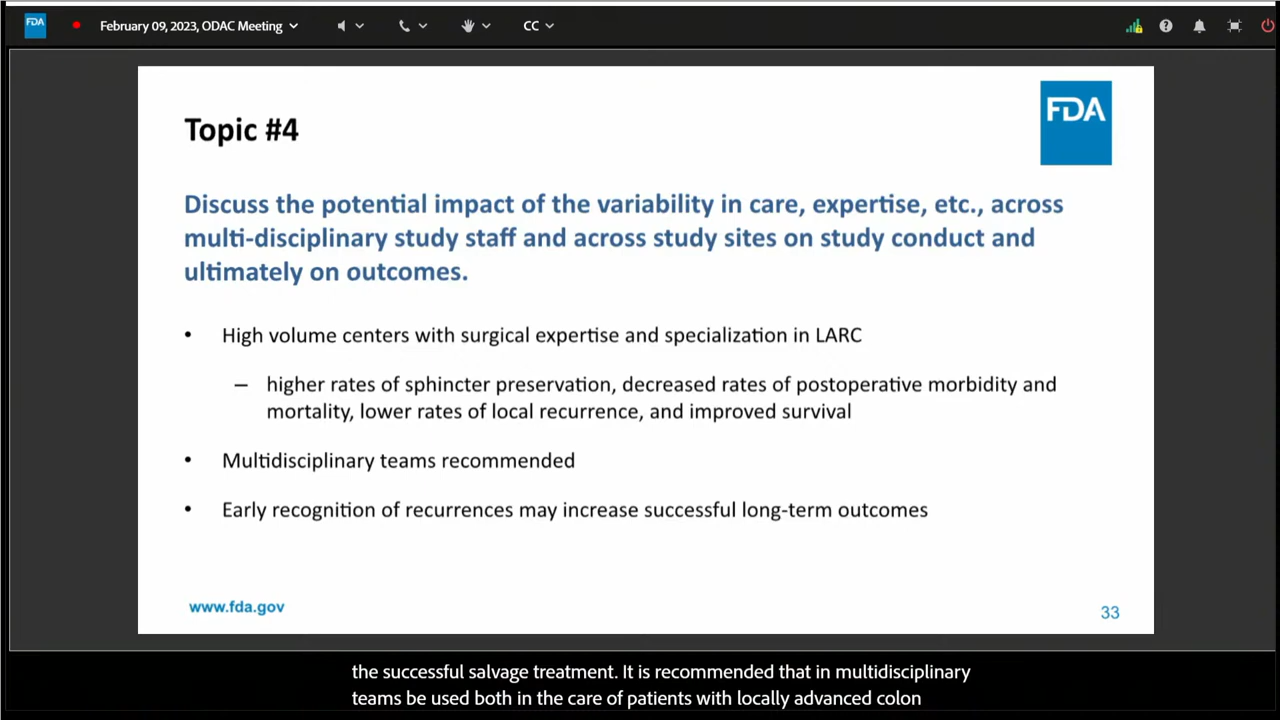 FDA
February 09, 2023, ODAC Meeting
CC
FDA
Topic #4
Discuss the potential impact of the variability in care, expertise, etc., across
multi-disciplinary study staff and across study sites on study conduct and
ultimately on outcomes.
• High volume centers with surgical expertise and specialization in LARC
– higher rates of sphincter preservation, decreased rates of postoperative morbidity and
mortality, lower rates of local recurrence, and improved survival
• Multidisciplinary teams recommended
• Early recognition of recurrences may increase successful long-term outcomes
www.fda.gov
33
the successful salvage treatment. It is recommended that in multidisciplinary
teams be used both in the care of patients with locally advanced colon